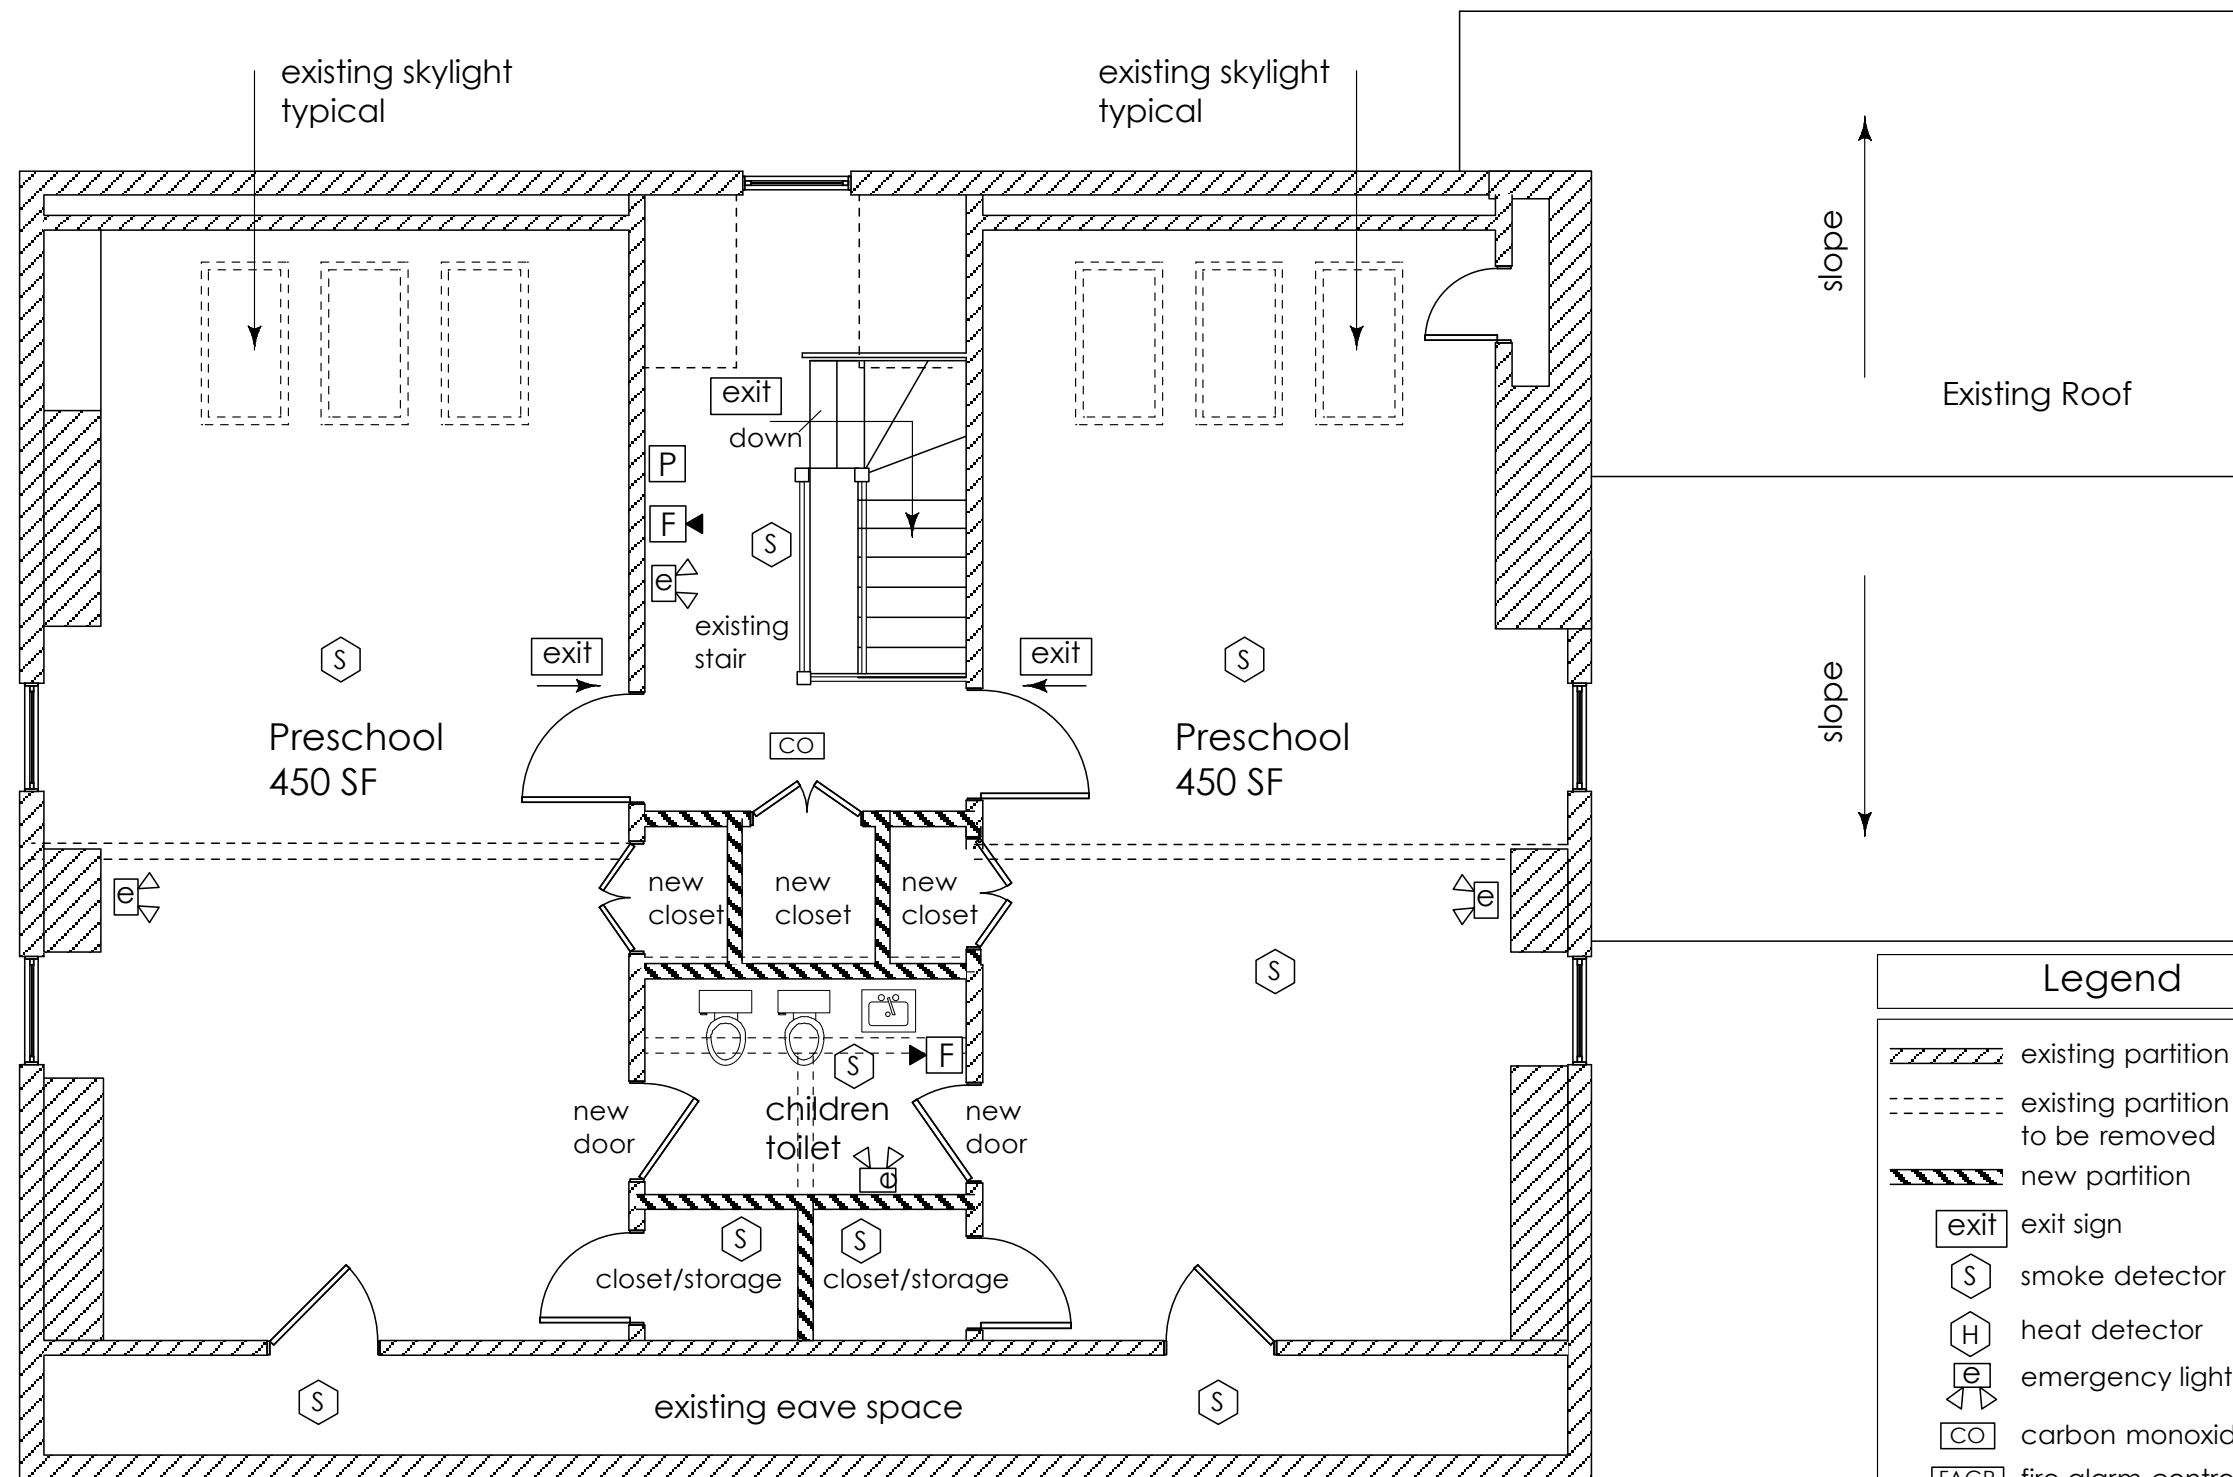 existing skylight
typical
existing skylight
typical
slope
Existing Roof
exit
down
P
F
S
e
existing
stair
S
exit
exit
S
slope
Preschool
450 SF
CO
Preschool
450 SF
e
new
closet
new
closet
new
closet
e
S
S
F
children
toilet
new
door
new
door
e
S
S
closet/storage
closet/storage
S
existing eave space
S
Legend
existing partition
existing partition
to be removed
new partition
exit exit sign
S smoke detector
H heat detector
e emergency light
CO carbon monoxid